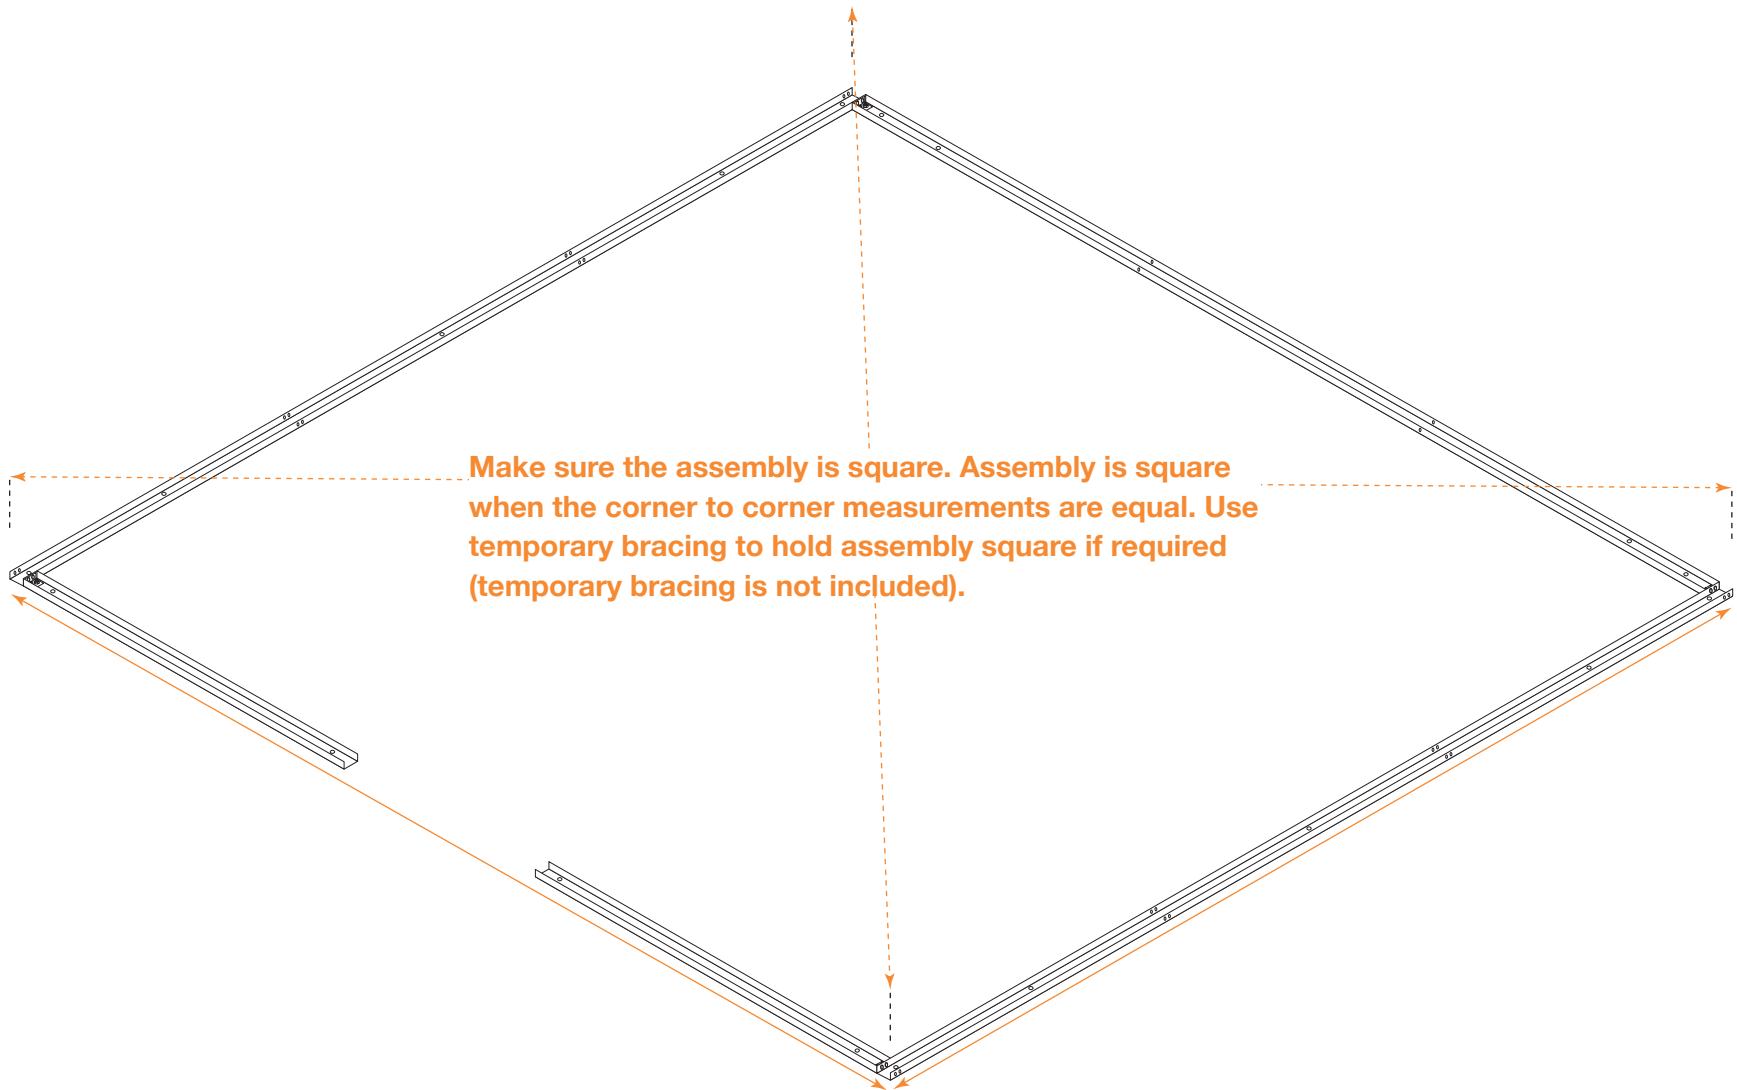 Make sure the assembly is square. Assembly is square
when the corner to corner measurements are equal. Use
temporary bracing to hold assembly square if required
(temporary bracing is not included).